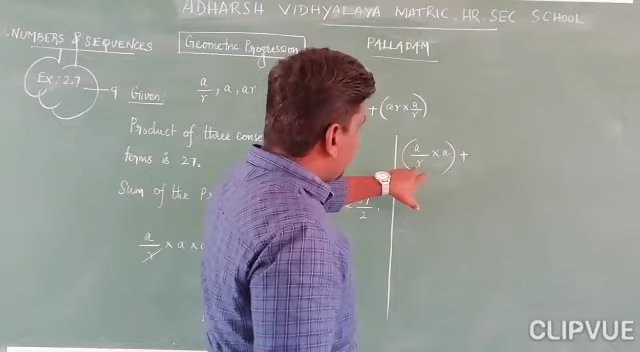 ADHARSH VIDHYALAYA MATRIC. HR. SEC SCHOOL
NUMBERS & SEQUENCES
Geometric Progression
PALLADAM
Ex: 2.7
9
Given:
a/r, a, ar
+ (ar × a/r)
Product of three
terms is 27.
(a/r × a) +
Sum of the
a/r × a ×
CLIPVUE